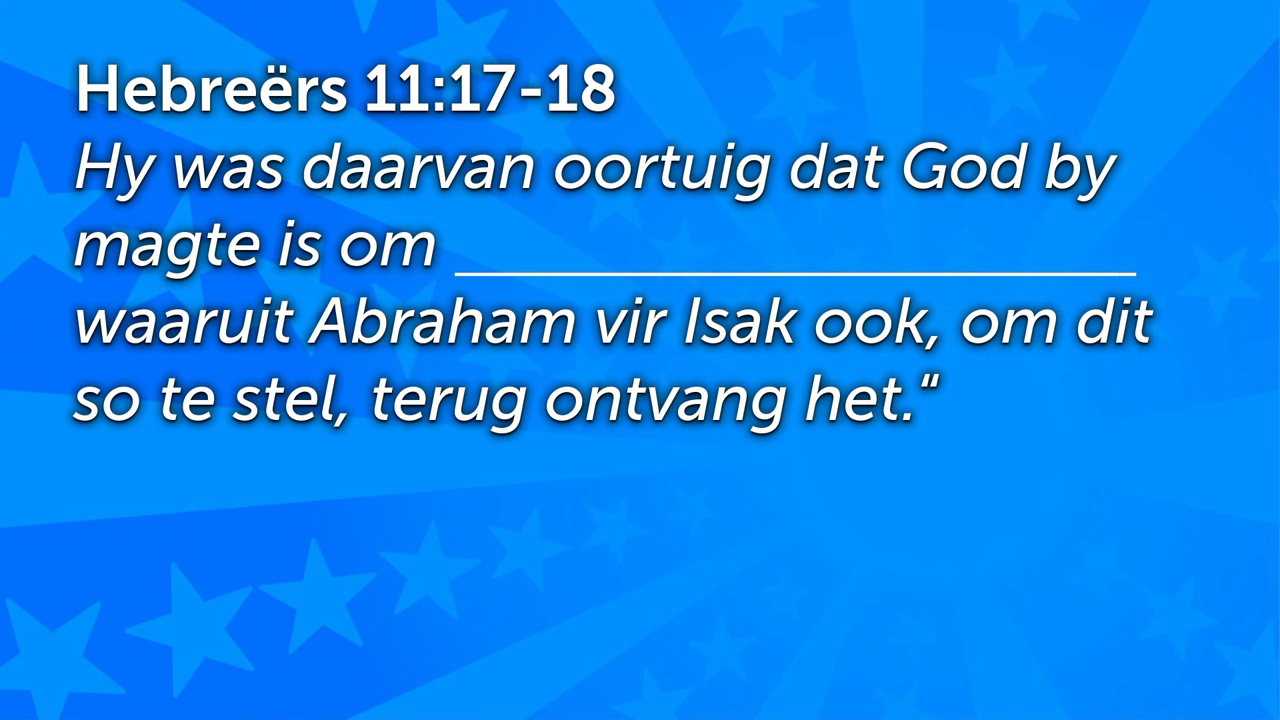 Hebreërs 11:17-18
Hy was daarvan oortuig dat God by
magte is om ______________________
waaruit Abraham vir Isak ook, om dit
so te stel, terug ontvang het.“